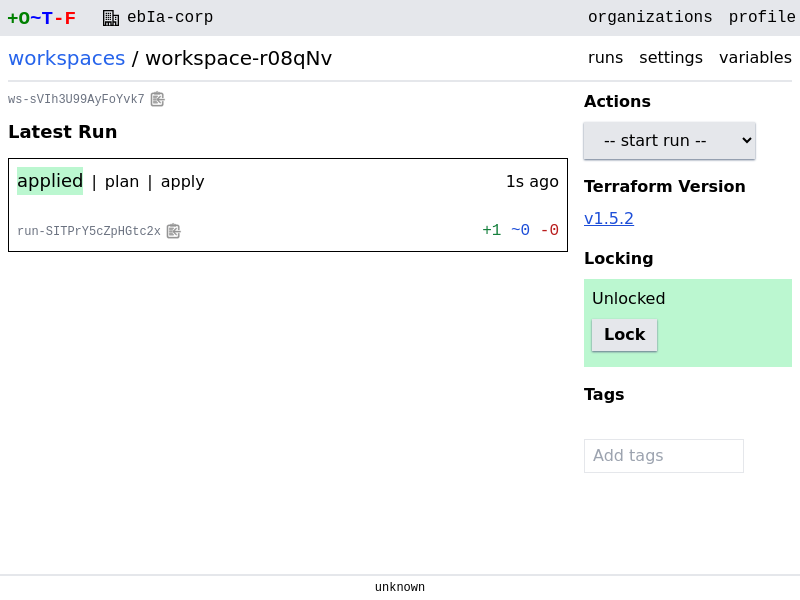 +O~T-F ebIa-corp organizations profile
workspaces / workspace-r08qNv runs settings variables
ws-sVIh3U99AyFoYvk7
Latest Run
applied | plan | apply 1s ago
run-SITPrY5cZpHGtc2x +1 ~0 -0
Actions
-- start run --
Terraform Version
v1.5.2
Locking
Unlocked
Lock
Tags
Add tags
unknown